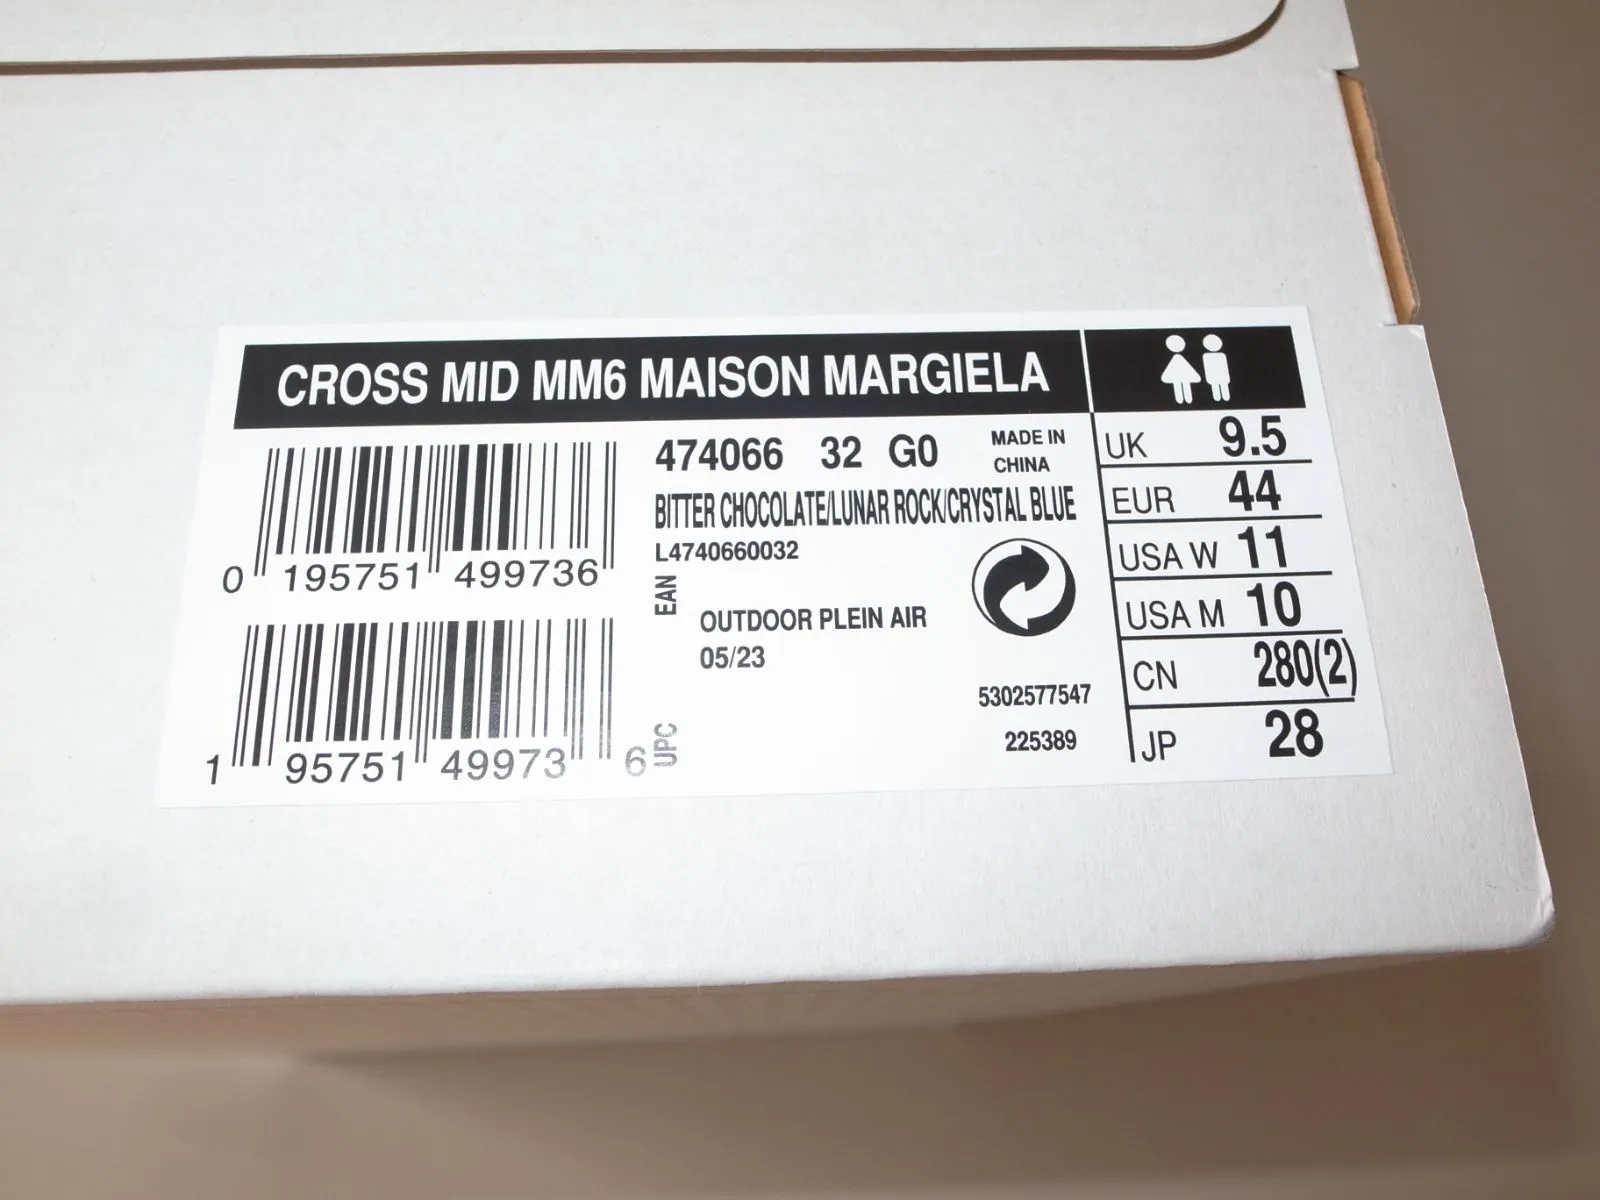 CROSS MID MM6 MAISON MARGIELA
474066 32 G0
MADE IN
CHINA
BITTER CHOCOLATE/LUNAR ROCK/CRYSTAL BLUE
L4740660032
0 195751 499736
EAN
OUTDOOR PLEIN AIR
05/23
1 95751 49973 6
UPC
5302577547
225389
UK 9.5
EUR 44
USA W 11
USA M 10
CN 280(2)
JP 28